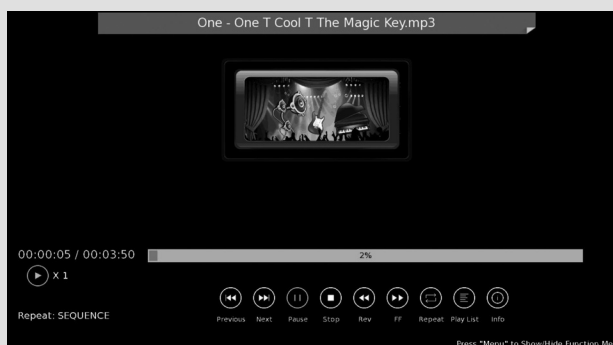 One - One T Cool T The Magic Key.mp3
00:00:05 / 00:03:50
2%
X 1
Repeat: SEQUENCE
Previous Next Pause Stop Rev FF Repeat Play List Info
Press "Menu" to Show/Hide Function Me